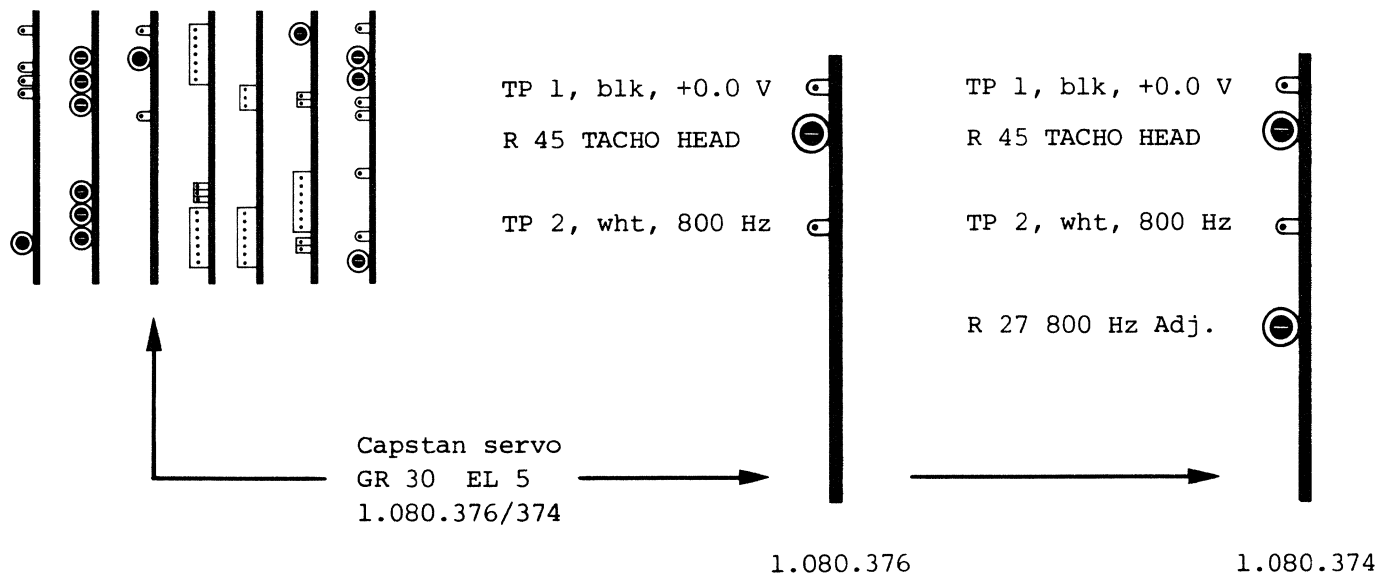 TP 1, blk, +0.0 V
R 45 TACHO HEAD
TP 2, wht, 800 Hz
TP 1, blk, +0.0 V
R 45 TACHO HEAD
TP 2, wht, 800 Hz
R 27 800 Hz Adj.
Capstan servo
GR 30 EL 5
1.080.376/374
1.080.376
1.080.374